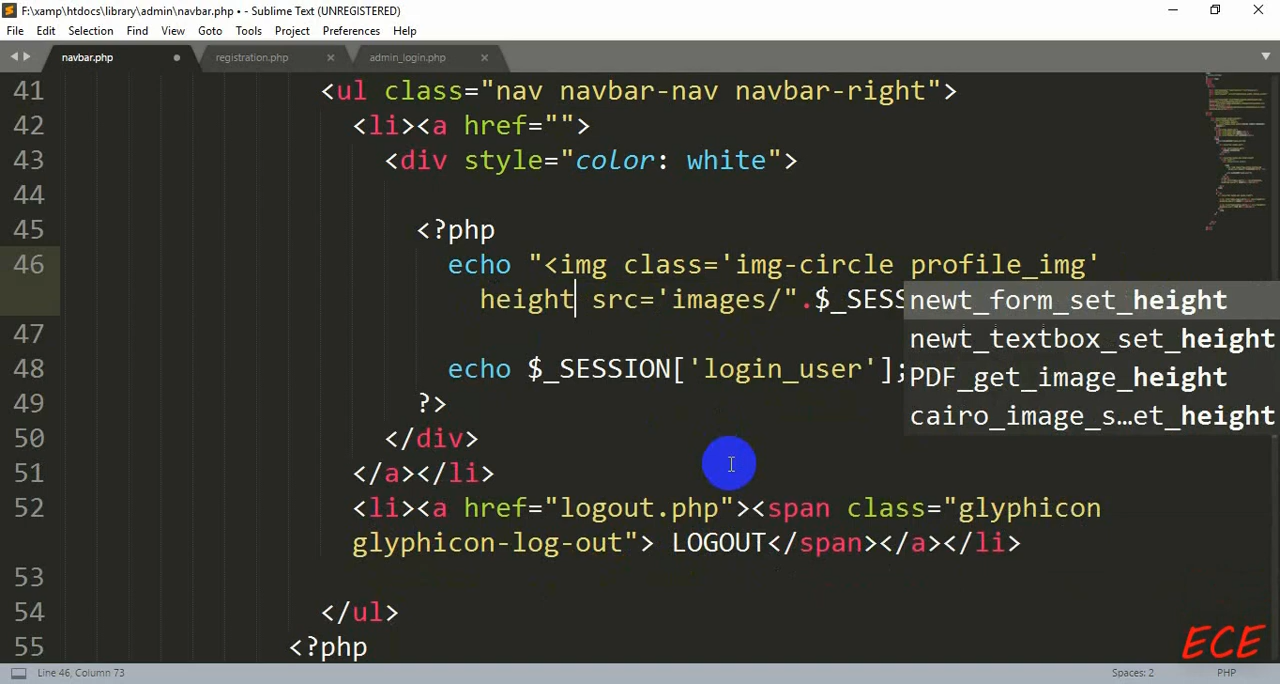 F:\xamp\htdocs\library\admin\navbar.php • - Sublime Text (UNREGISTERED)
File Edit Selection Find View Goto Tools Project Preferences Help
navbar.php registration.php admin_login.php
41 <ul class="nav navbar-nav navbar-right">
42 <li><a href="">
43 <div style="color: white">
44
45 <?php
46 echo "<img class='img-circle profile_img'
height src='images/".$_SESS
newt_form_set_height
47 newt_textbox_set_height
48 echo $_SESSION['login_user'];
PDF_get_image_height
49 ?>
cairo_image_s…et_height
50 </div>
51 </a></li>
52 <li><a href="logout.php"><span class="glyphicon
glyphicon-log-out"> LOGOUT</span></a></li>
53
54 </ul>
55 <?php
ECE
Line 46, Column 73 Spaces: 2 PHP